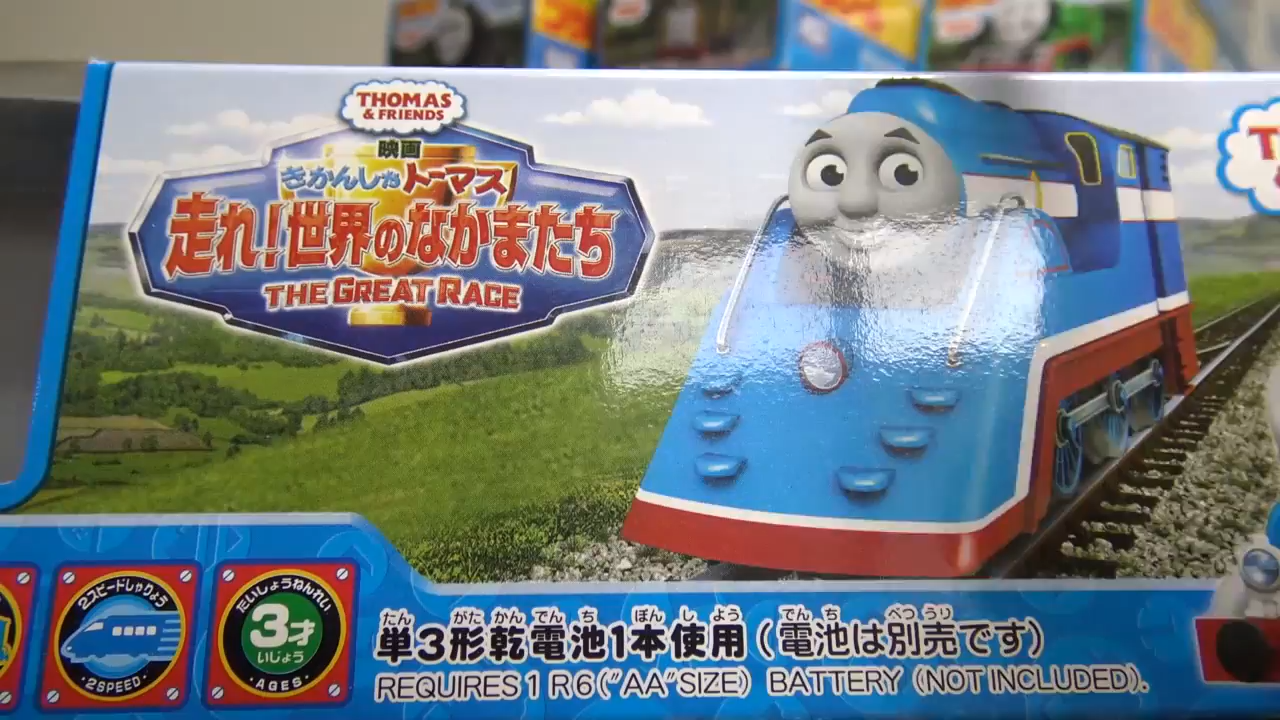 THOMAS
& FRIENDS
映画
きかんしゃトーマス
走れ!世界のなかまたち
THE GREAT RACE
2スピードしゃりょう
・2SPEED・
たいしょうねんれい
3才
いじょう
・AGES・
たん がた かん でん ち ぽん し よう でん ち べつ うり
単3形乾電池1本使用(電池は別売です)
REQUIRES 1 R6("AA"SIZE) BATTERY (NOT INCLUDED).